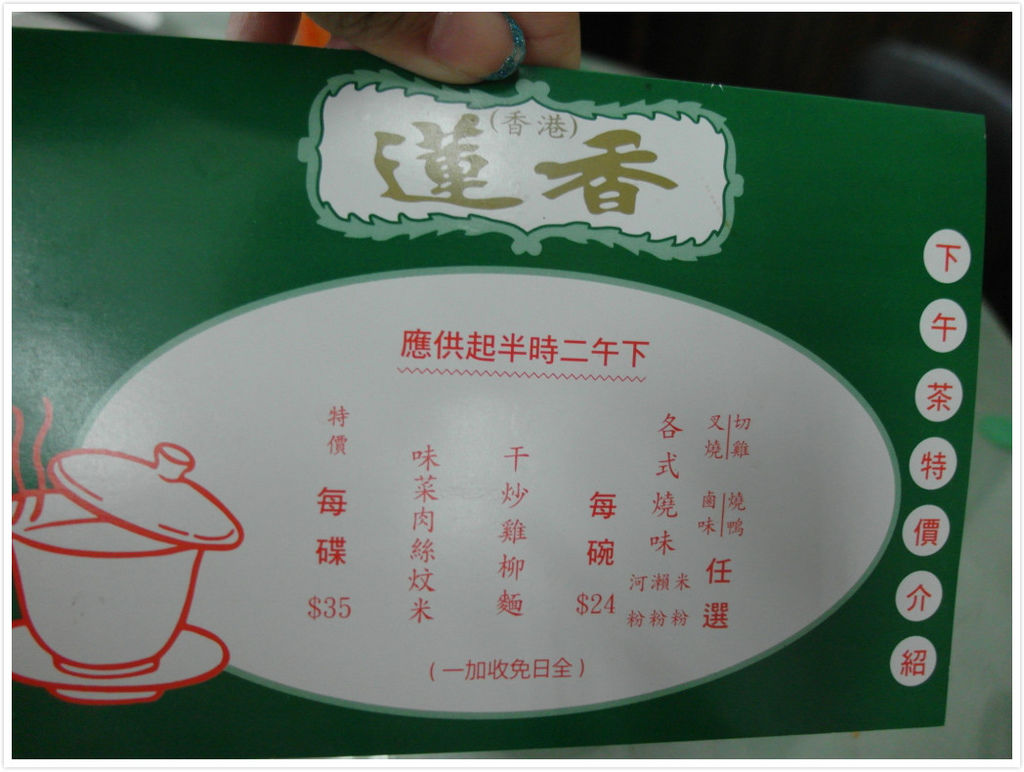 (香港)
蓮香
下午茶特價介紹
下午二時半起供應
切雞
叉燒
燒鴨
鹵味
任選
各式燒味
米粉
瀨粉
河粉
每碗
$24
干炒雞柳麵
味菜肉絲炆米
特價
每碟
$35
(全日免收加一)